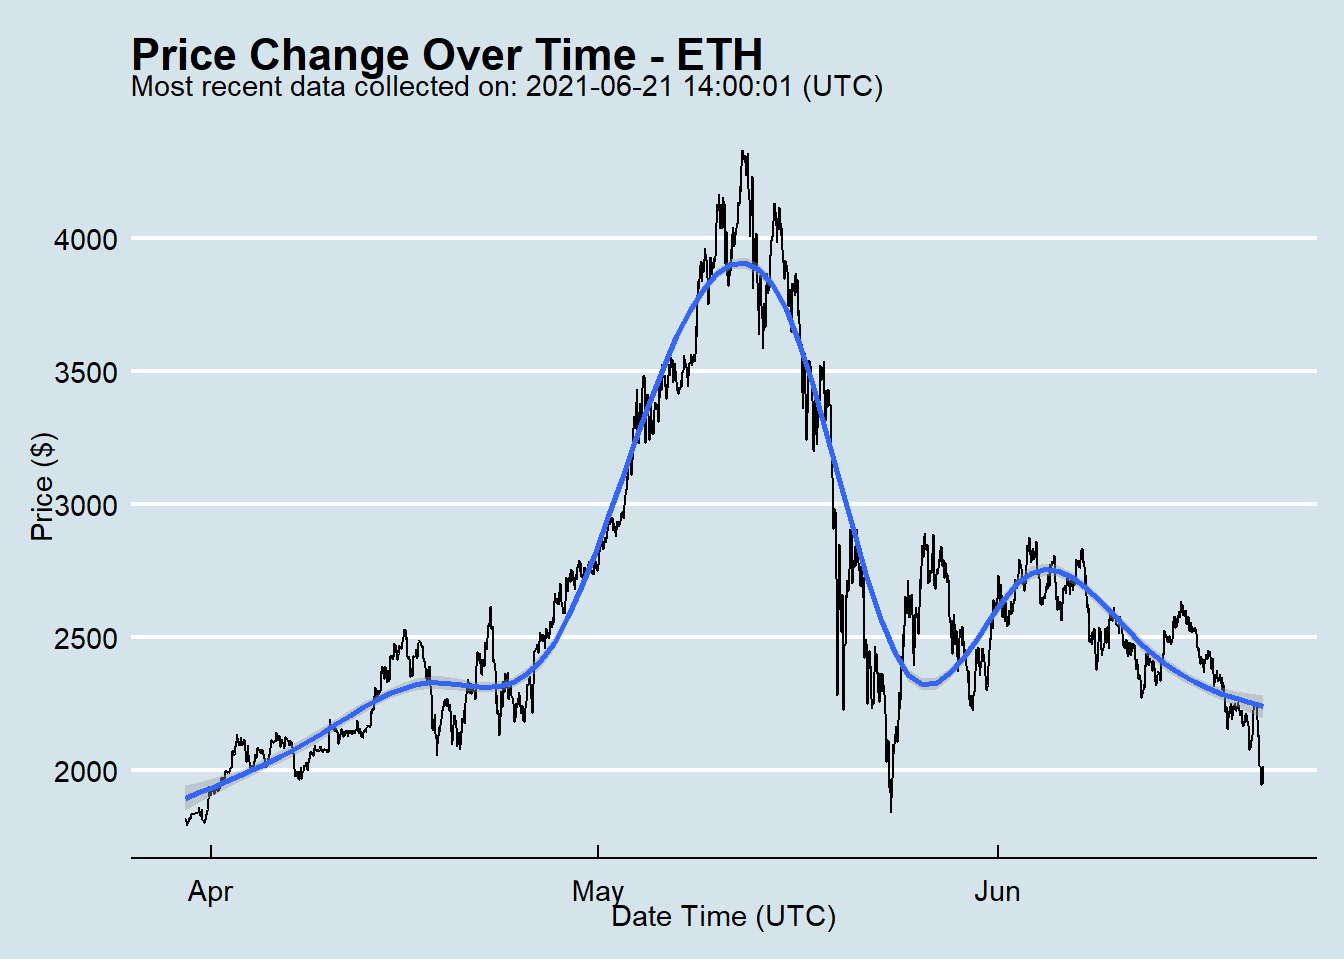 Price Change Over Time - ETH
Most recent data collected on: 2021-06-21 14:00:01 (UTC)
4000
3500
3000
2500
2000
Price ($)
Apr
May
Jun
Date Time (UTC)